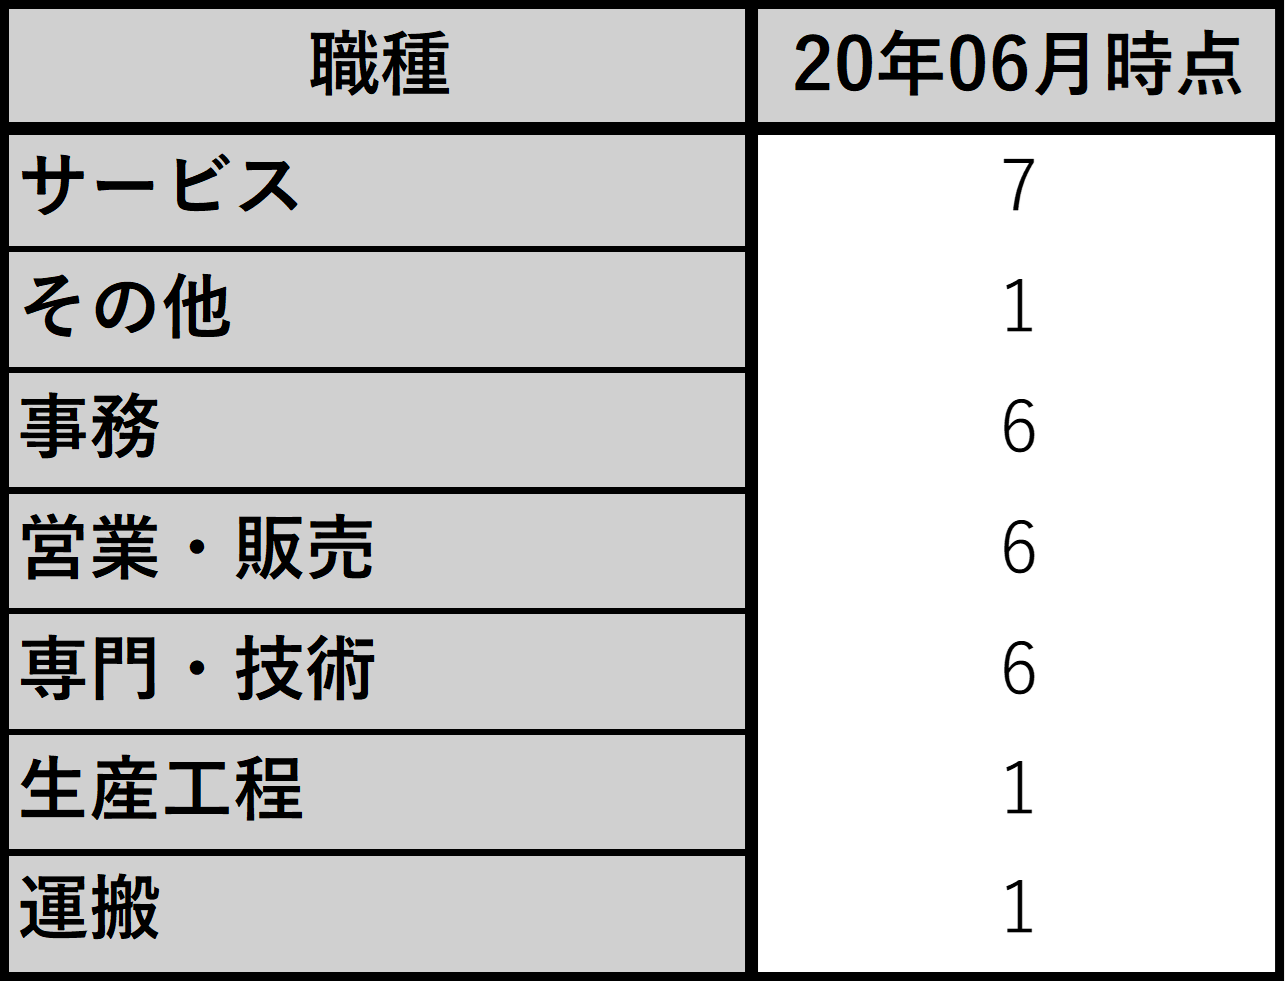 職種 20年06月時点
サービス 7
その他 1
事務 6
営業・販売 6
専門・技術 6
生産工程 1
運搬 1